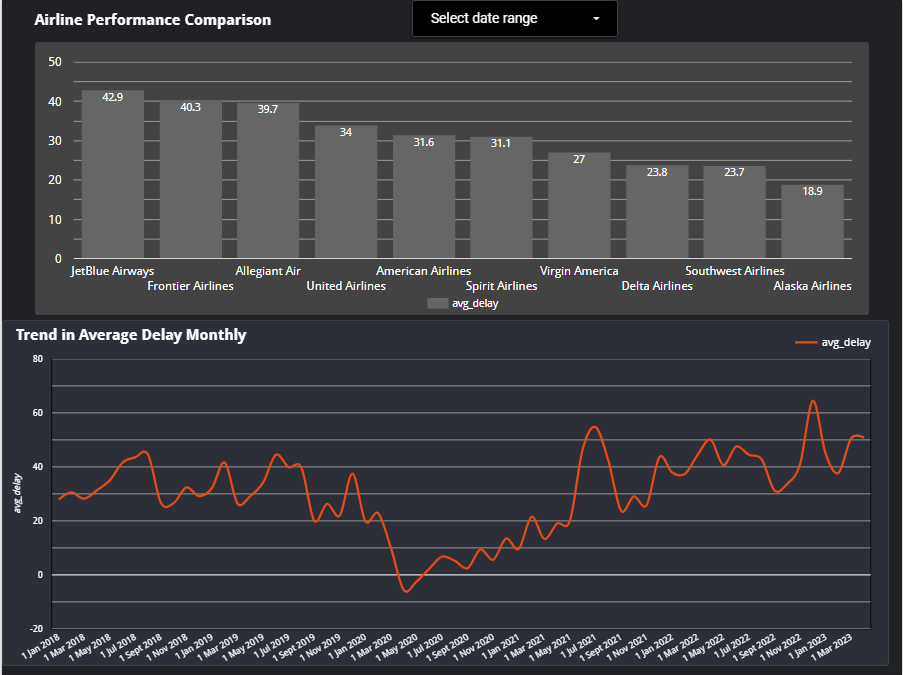 Airline Performance Comparison
Select date range
50
40
30
20
10
0
42.9
40.3
39.7
34
31.6
31.1
27
23.8
23.7
18.9
JetBlue Airways
Frontier Airlines
Allegiant Air
United Airlines
American Airlines
Spirit Airlines
Virgin America
Delta Airlines
Southwest Airlines
Alaska Airlines
avg_delay
Trend in Average Delay Monthly
avg_delay
80
60
40
20
0
-20
avg_delay
1 Jan 2018
1 Mar 2018
1 May 2018
1 Jul 2018
1 Sept 2018
1 Nov 2018
1 Jan 2019
1 Mar 2019
1 May 2019
1 Jul 2019
1 Sept 2019
1 Nov 2019
1 Jan 2020
1 Mar 2020
1 May 2020
1 Jul 2020
1 Sept 2020
1 Nov 2020
1 Jan 2021
1 Mar 2021
1 May 2021
1 Jul 2021
1 Sept 2021
1 Nov 2021
1 Jan 2022
1 Mar 2022
1 May 2022
1 Jul 2022
1 Sept 2022
1 Nov 2022
1 Jan 2023
1 Mar 2023